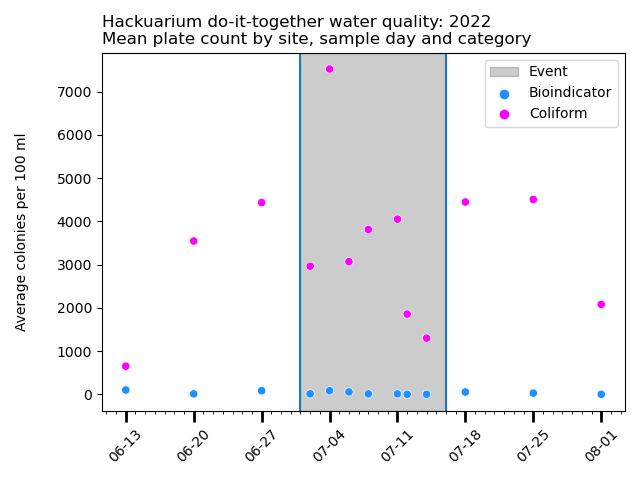 Hackuarium do-it-together water quality: 2022
Mean plate count by site, sample day and category
Event
Bioindicator
Coliform
Average colonies per 100 ml
7000
6000
5000
4000
3000
2000
1000
0
06-13
06-20
06-27
07-04
07-11
07-18
07-25
08-01